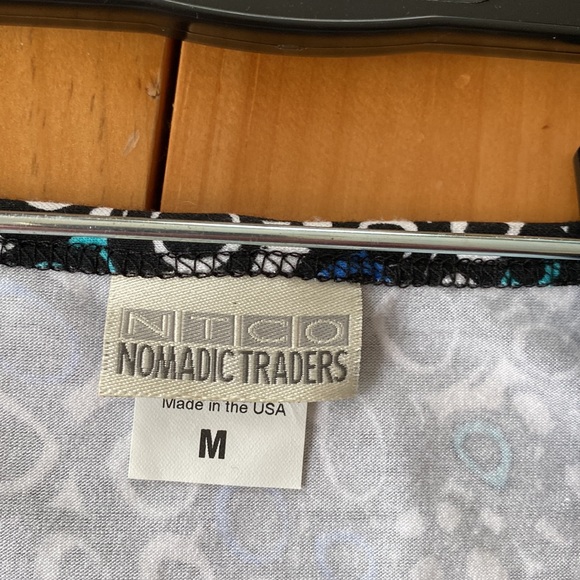 NTCO
NOMADIC TRADERS
Made in the USA
M